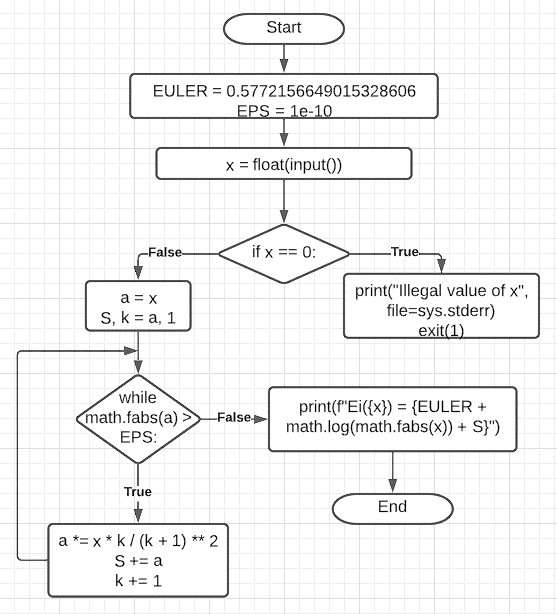 Start
EULER = 0.5772156649015328606
EPS = 1e-10
x = float(input())
if x == 0:
False
True
a = x
S, k = a, 1
print("Illegal value of x",
file=sys.stderr)
exit(1)
while
math.fabs(a) >
EPS:
False
print(f"Ei({x}) = {EULER +
math.log(math.fabs(x)) + S}")
True
End
a *= x * k / (k + 1) ** 2
S += a
k += 1